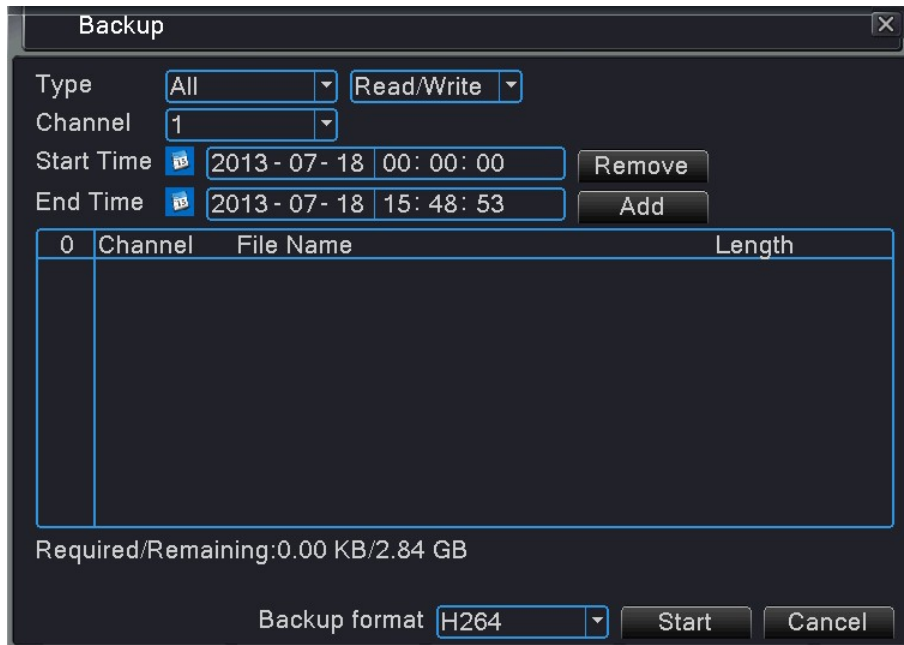 Backup
Type All Read/Write
Channel 1
Start Time 2013-07-18 00:00:00 Remove
End Time 2013-07-18 15:48:53 Add
0 Channel File Name Length
Required/Remaining:0.00 KB/2.84 GB
Backup format H264 Start Cancel